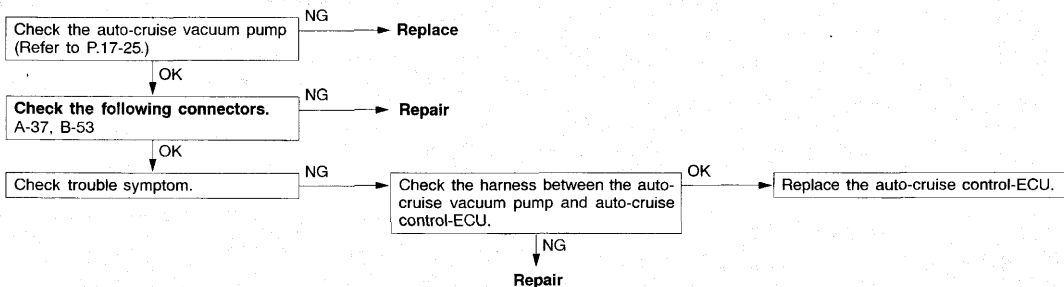 Check the auto-cruise vacuum pump
(Refer to P.17-25.)
NG
Replace
OK
Check the following connectors.
A-37, B-53
NG
Repair
OK
Check trouble symptom.
NG
Check the harness between the auto-
cruise vacuum pump and auto-cruise
control-ECU.
OK
Replace the auto-cruise control-ECU.
NG
Repair